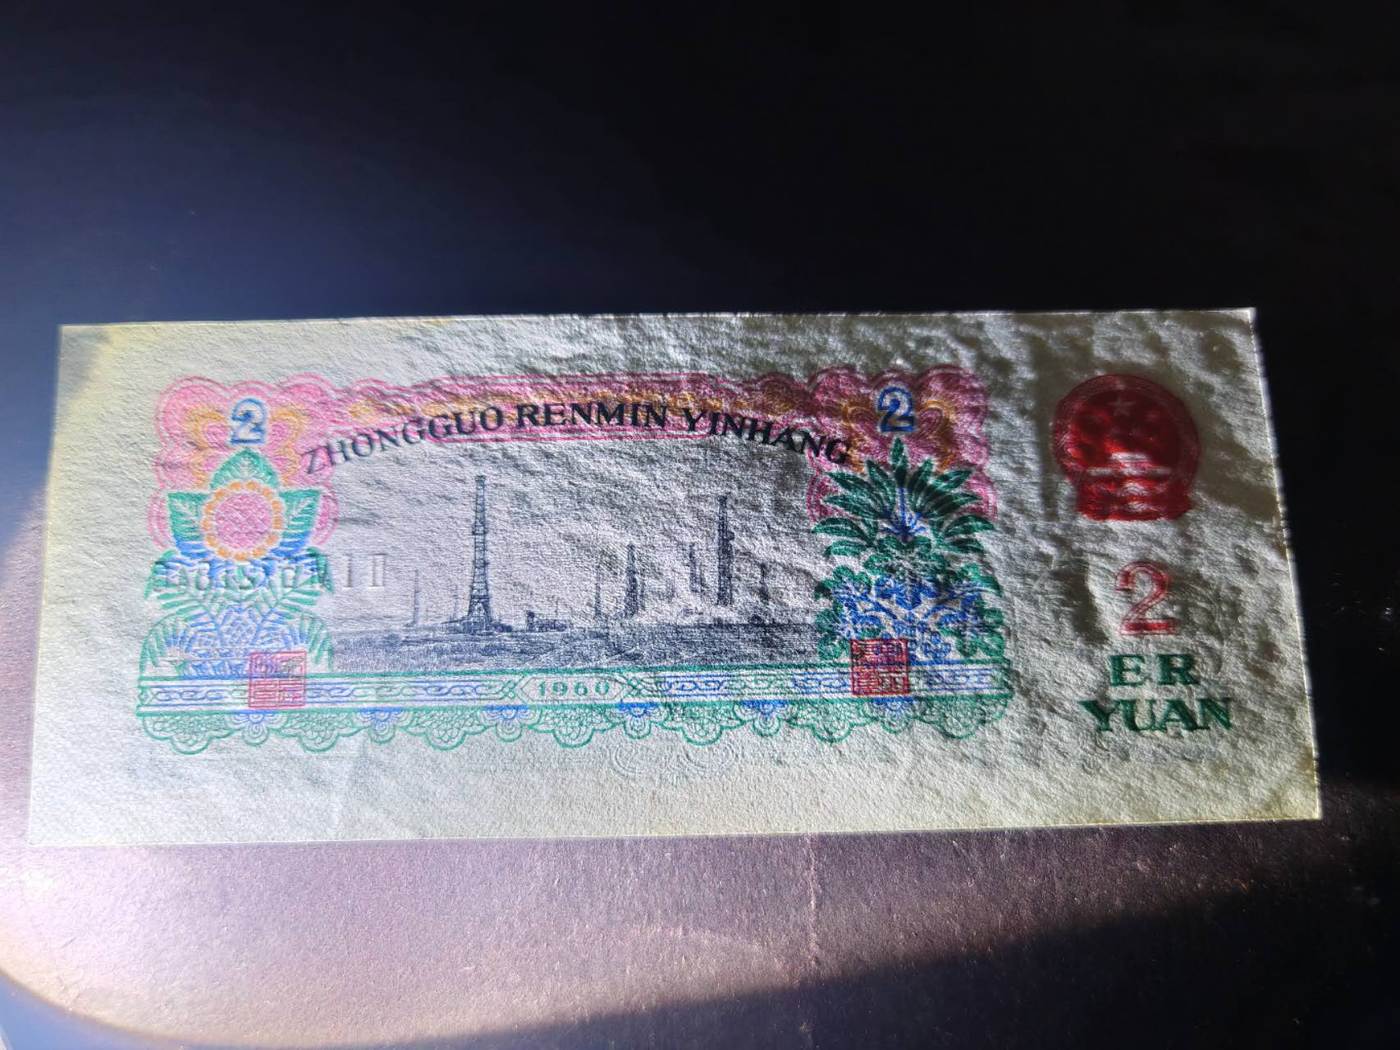 2
2
ZHONGGUO RENMIN YINHANG
2
1960
ER
YUAN